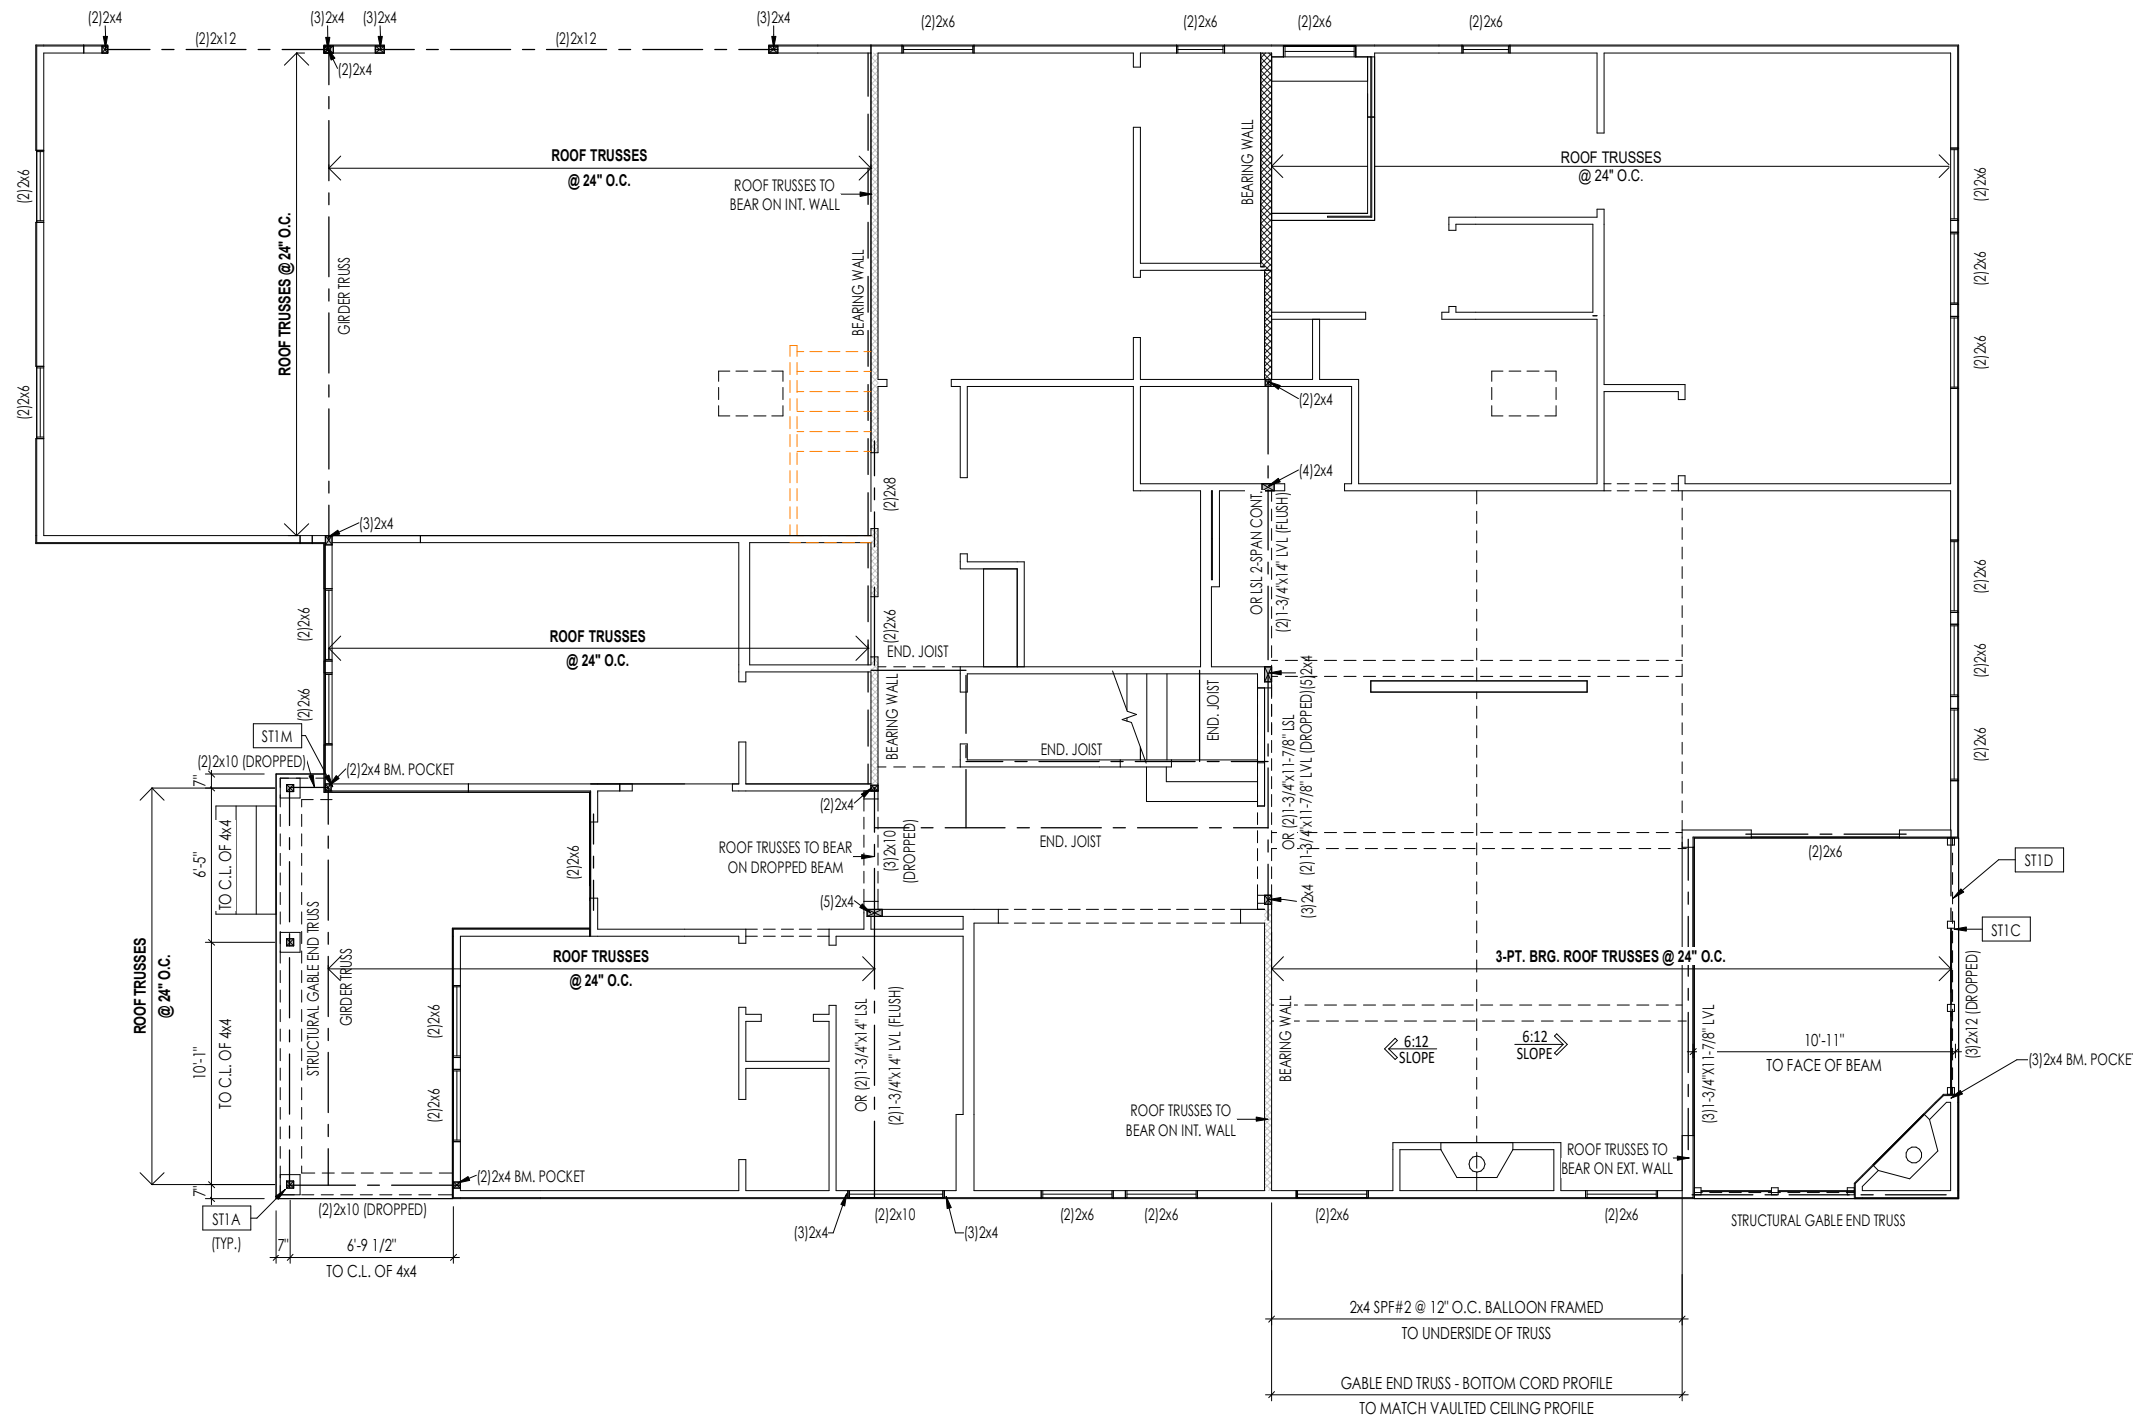 (2)2x4
(3)2x4
(3)2x4
(2)2x6
(2)2x6
(2)2x6
(2)2x6
(2)2x12
(2)2x12
(2)2x4
ROOF TRUSSES
@ 24" O.C.
ROOF TRUSSES TO
BEAR ON INT. WALL
BEARING WALL
ROOF TRUSSES
@ 24" O.C.
(2)2x6
(2)2x6
(2)2x6
(2)2x6
(2)2x6
ROOF TRUSSES @ 24" O.C.
GIRDER TRUSS
BEARING WALL
(2)2x4
(4)2x4
(2)2x8
(3)2x4
OR LSL 2-SPAN CONT.
(2)1-3/4"x14" LVL (FLUSH)
(2)2x6
(2)2x6
(2)2x6
(2)2x6
(2)2x6
ROOF TRUSSES
@ 24" O.C.
(2)2x6
END. JOIST
BEARING WALL
END. JOIST
END. JOIST
END. JOIST
(5)2x4
OR (2)1-3/4"x11-7/8" LSL
(2)1-3/4"x11-7/8" LVL (DROPPED)
(3)2x4
ST1M
(2)2x10 (DROPPED)
(2)2x4 BM. POCKET
7"
6'-5"
TO C.L. OF 4x4
10'-1"
TO C.L. OF 4x4
7"
ROOF TRUSSES
@ 24" O.C.
STRUCTURAL GABLE END TRUSS
GIRDER TRUSS
(2)2x6
(2)2x4
ROOF TRUSSES TO BEAR
ON DROPPED BEAM
(3)2x10
(DROPPED)
(5)2x4
(2)2x6
ST1D
ST1C
ROOF TRUSSES
@ 24" O.C.
3-PT. BRG. ROOF TRUSSES @ 24" O.C.
(2)2x6
(2)2x6
OR (2)1-3/4"x14" LSL
(2)1-3/4"x14" LVL (FLUSH)
BEARING WALL
6:12
SLOPE
6:12
SLOPE
(3)1-3/4"x11-7/8" LVL
10'-11"
TO FACE OF BEAM
(3)2x12 (DROPPED)
(3)2x4 BM. POCKE
ROOF TRUSSES TO
BEAR ON INT. WALL
ROOF TRUSSES TO
BEAR ON EXT. WALL
(2)2x4 BM. POCKET
ST1A
(TYP.)
(2)2x10 (DROPPED)
7"
6'-9 1/2"
TO C.L. OF 4x4
(3)2x4
(2)2x10
(3)2x4
(2)2x6
(2)2x6
(2)2x6
(2)2x6
STRUCTURAL GABLE END TRUSS
2x4 SPF#2 @ 12" O.C. BALLOON FRAMED
TO UNDERSIDE OF TRUSS
GABLE END TRUSS - BOTTOM CORD PROFILE
TO MATCH VAULTED CEILING PROFILE